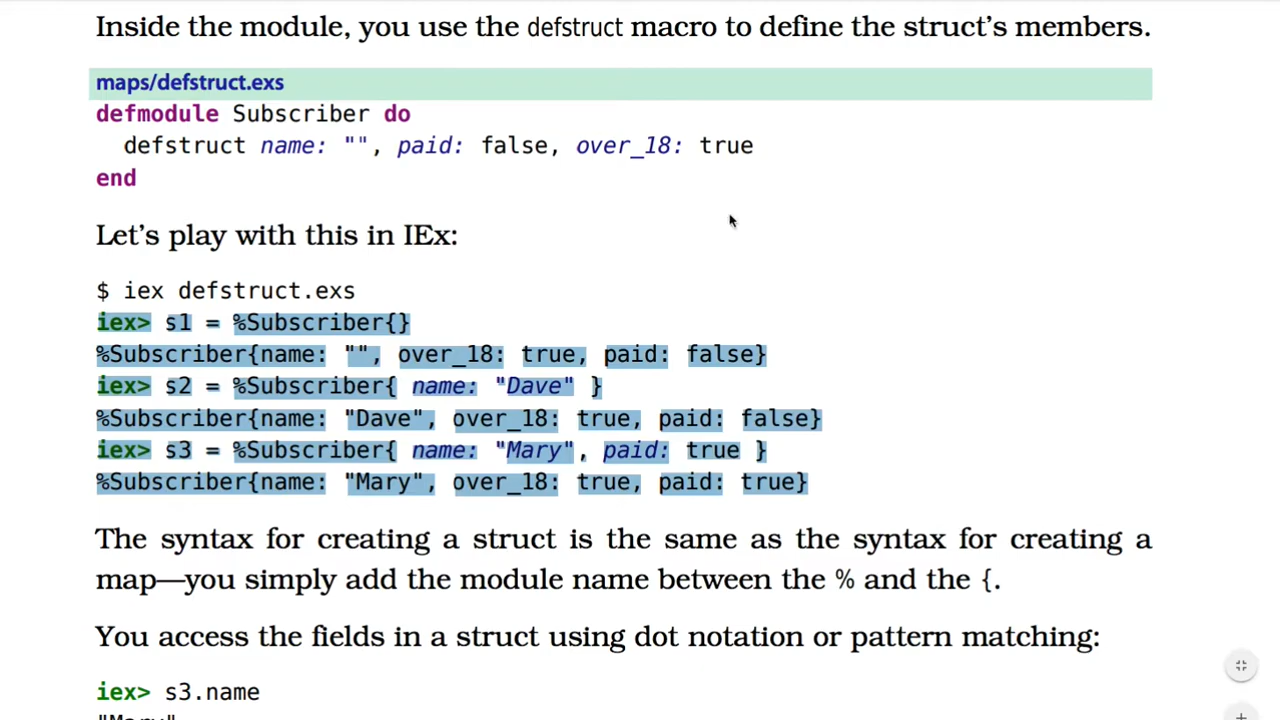 Inside the module, you use the defstruct macro to define the struct’s members.
maps/defstruct.exs
defmodule Subscriber do
  defstruct name: "", paid: false, over_18: true
end
Let’s play with this in IEx:
$ iex defstruct.exs
iex> s1 = %Subscriber{}
%Subscriber{name: "", over_18: true, paid: false}
iex> s2 = %Subscriber{ name: "Dave" }
%Subscriber{name: "Dave", over_18: true, paid: false}
iex> s3 = %Subscriber{ name: "Mary", paid: true }
%Subscriber{name: "Mary", over_18: true, paid: true}
The syntax for creating a struct is the same as the syntax for creating a
map—you simply add the module name between the % and the {.
You access the fields in a struct using dot notation or pattern matching:
iex> s3.name
"Mary"